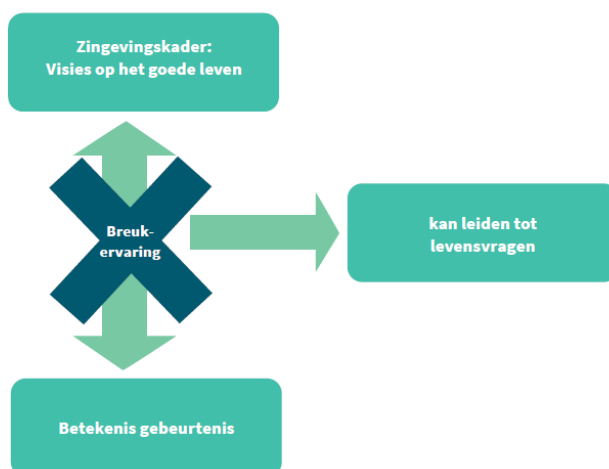 Zingevingskader:
Visies op het goede leven
Breuk-
ervaring
kan leiden tot
levensvragen
Betekenis gebeurtenis